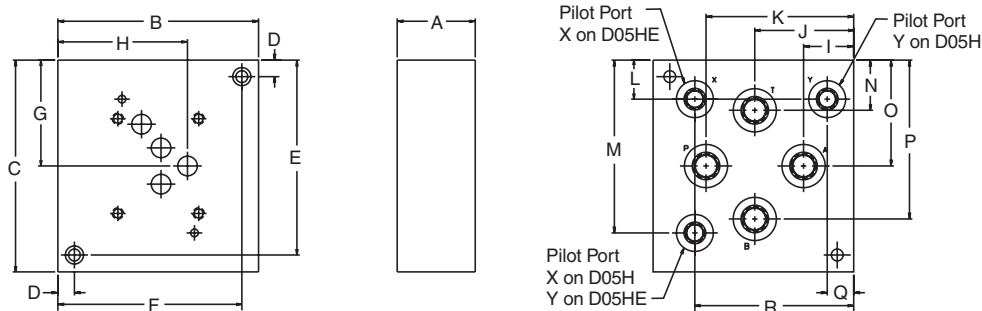 B
H
D
G
C
E
D
F
A
Pilot Port
X on D05HE
K
J
I
Pilot Port
Y on D05H
L
M
N
O
P
X
Y
T
P
A
B
Pilot Port
X on D05H
Y on D05HE
Q
R